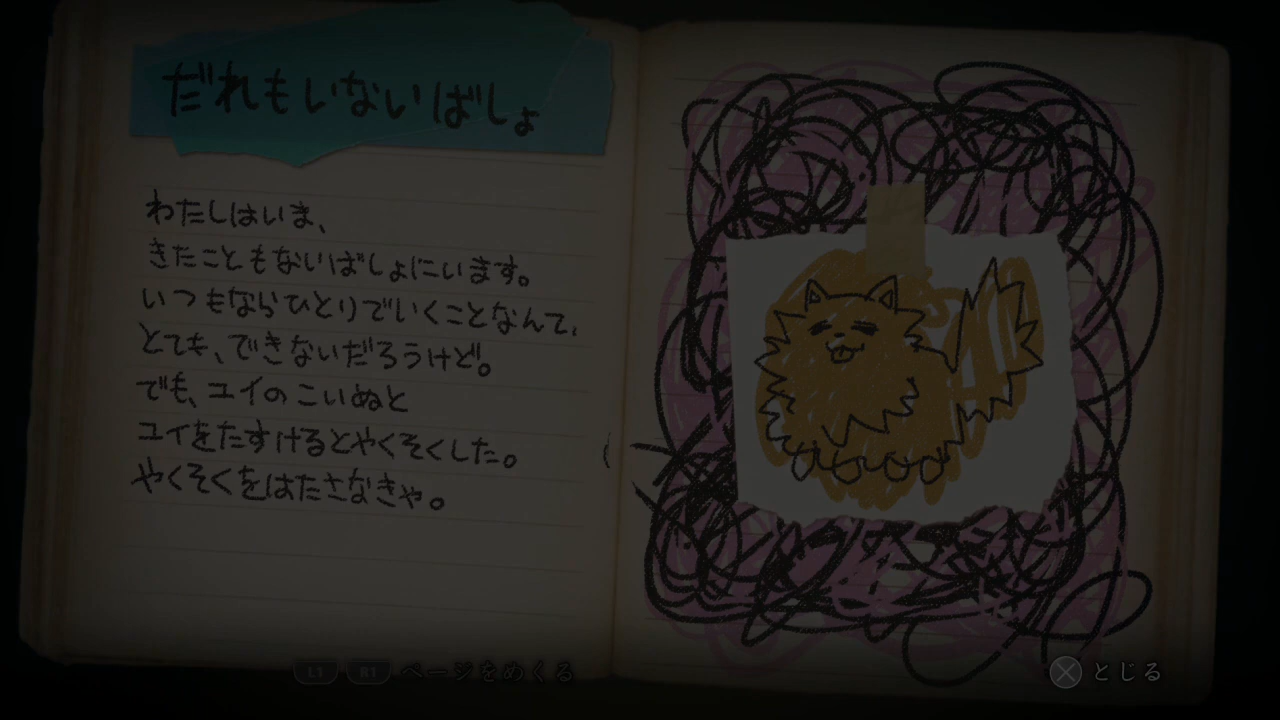 だれもいないばしょ
わたしはいま、
きたこともないばしょにいます。
いつもならひとりでいくことなんて、
とても、できないだろうけど。
でも、ユイのこいぬと
ユイをたすけるとやくそくした。
やくそくをはたさなきゃ。
L1 R1 ページをめくる
とじる